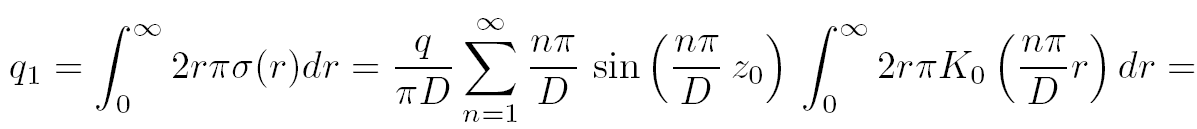 q_1 = \int_0^\infty 2r\pi\sigma(r)dr = \frac{q}{\pi D} \sum_{n=1}^{\infty} \frac{n\pi}{D} \sin\left(\frac{n\pi}{D} z_0\right) \int_0^\infty 2r\pi K_0\left(\frac{n\pi}{D}r\right) dr =